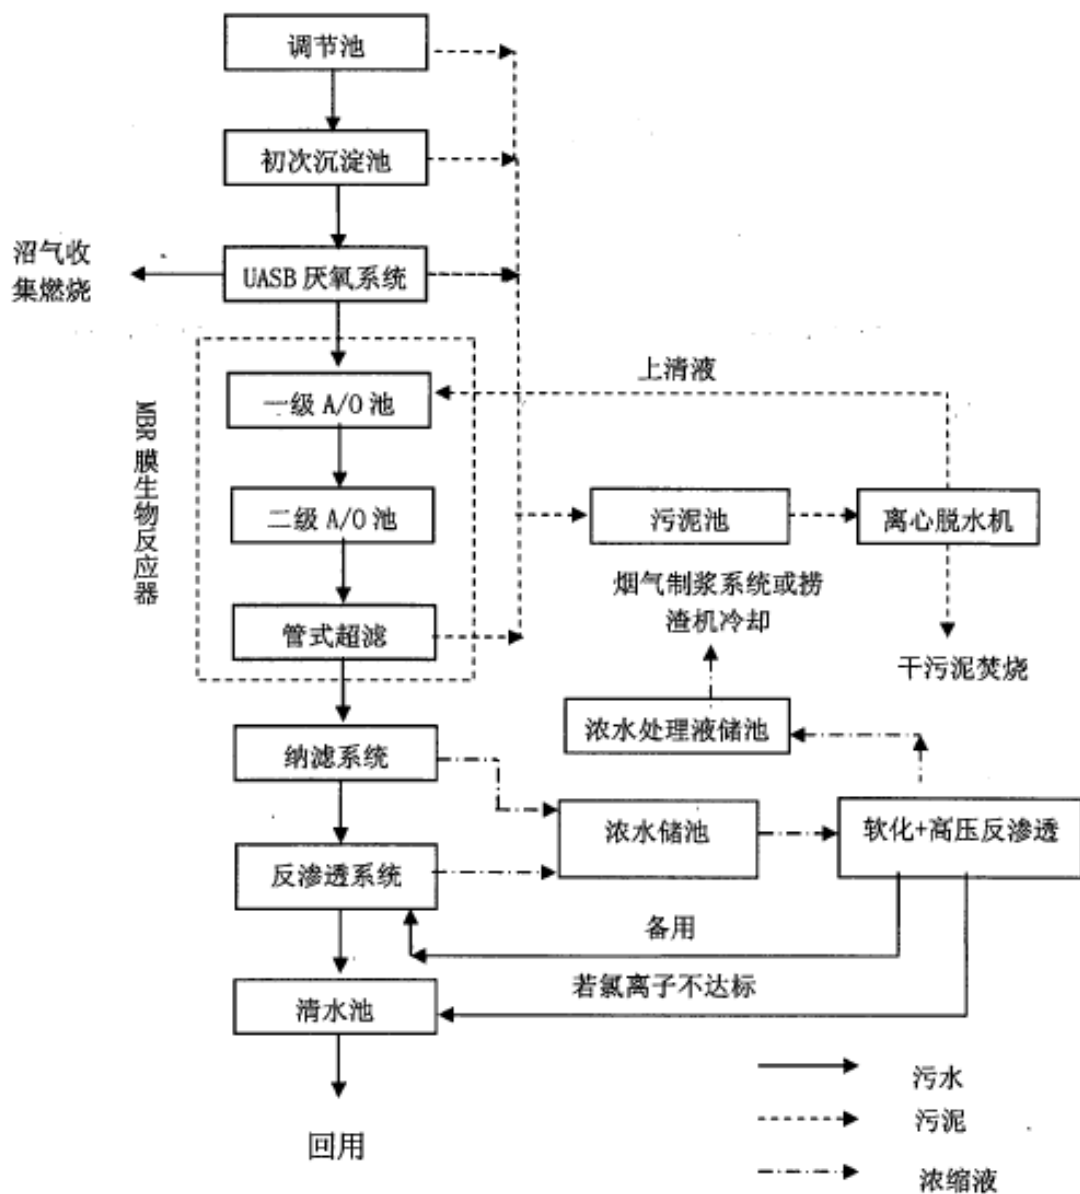 调节池
初次沉淀池
沼气收
集燃烧
UASB 厌氧系统
MBR 膜生物反应器
一级 A/O 池
上清液
二级 A/O 池
污泥池
离心脱水机
烟气制浆系统或捞
渣机冷却
管式超滤
干污泥焚烧
纳滤系统
浓水处理液储池
浓水储池
软化+高压反渗透
反渗透系统
备用
若氯离子不达标
清水池
污水
污泥
回用
浓缩液